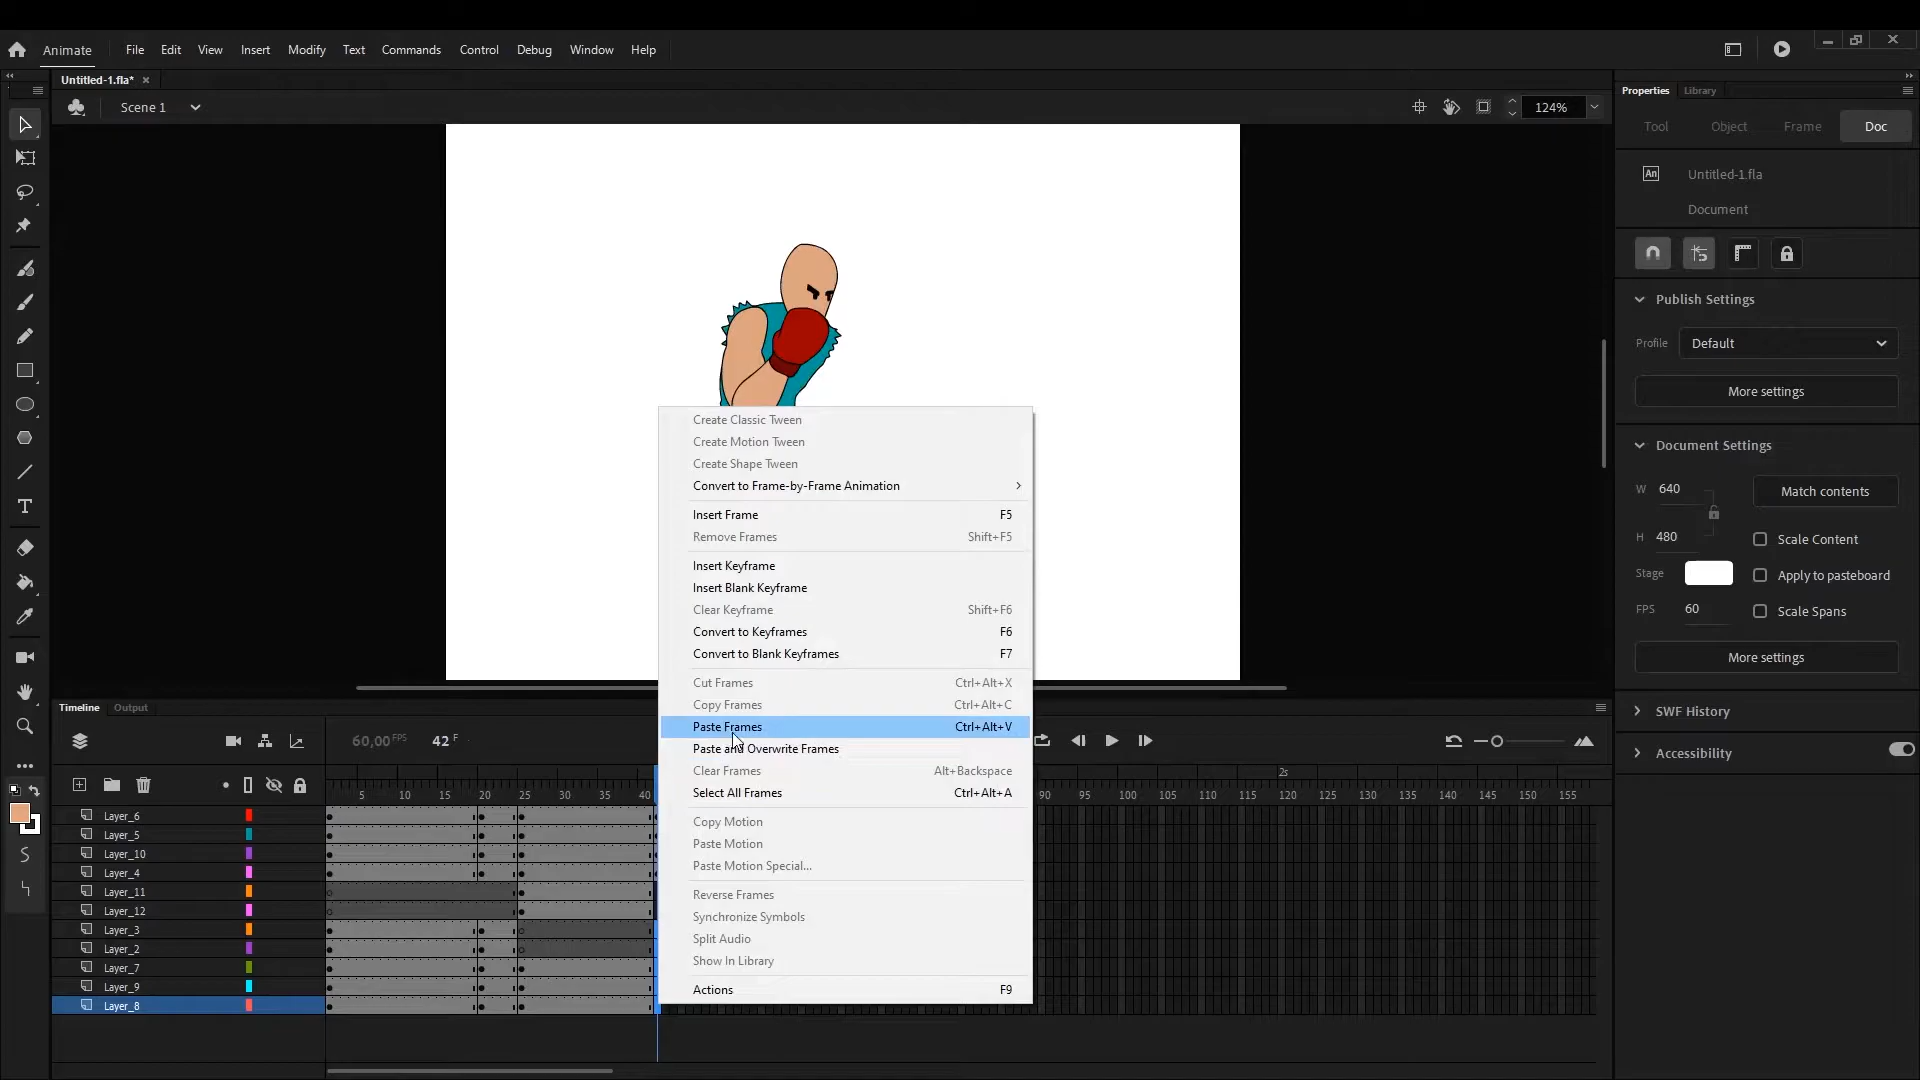 Animate File Edit View Insert Modify Text Commands Control Debug Window Help
Untitled-1.fla* ×
Scene 1 124%
Properties Library
Tool Object Frame Doc
An Untitled-1.fla
Document
Publish Settings
Profile Default
More settings
Document Settings
W 640 Match contents
H 480 Scale Content
Stage Apply to pasteboard
FPS 60 Scale Spans
More settings
SWF History
Accessibility
Create Classic Tween
Create Motion Tween
Create Shape Tween
Convert to Frame-by-Frame Animation
Insert Frame F5
Remove Frames Shift+F5
Insert Keyframe
Insert Blank Keyframe
Clear Keyframe Shift+F6
Convert to Keyframes F6
Convert to Blank Keyframes F7
Cut Frames Ctrl+Alt+X
Copy Frames Ctrl+Alt+C
Paste Frames Ctrl+Alt+V
Paste and Overwrite Frames
Clear Frames Alt+Backspace
Select All Frames Ctrl+Alt+A
Copy Motion
Paste Motion
Paste Motion Special...
Reverse Frames
Synchronize Symbols
Split Audio
Show In Library
Actions F9
Timeline Output
60,00 FPS 42 F
2s
5 10 15 20 25 30 35 40 90 95 100 105 110 115 120 125 130 135 140 145 150 155
Layer_6
Layer_5
Layer_10
Layer_4
Layer_11
Layer_12
Layer_3
Layer_2
Layer_7
Layer_9
Layer_8